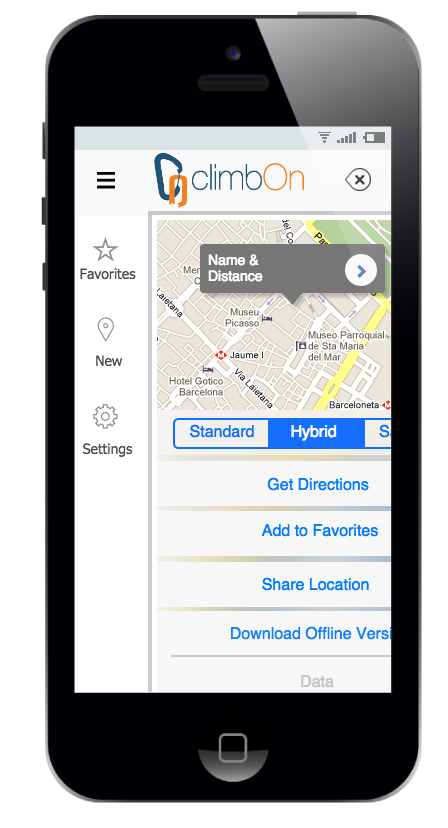 climbOn
Favorites
New
Settings
Name &
Distance
Museu
Picasso
Museo Parroquial
de Sta Maria
del Mar
Jaume I
Laietana
Via Laietana
Hotel Gotico
Barcelona
Barceloneta
Standard
Hybrid
Get Directions
Add to Favorites
Share Location
Download Offline Versi
Data